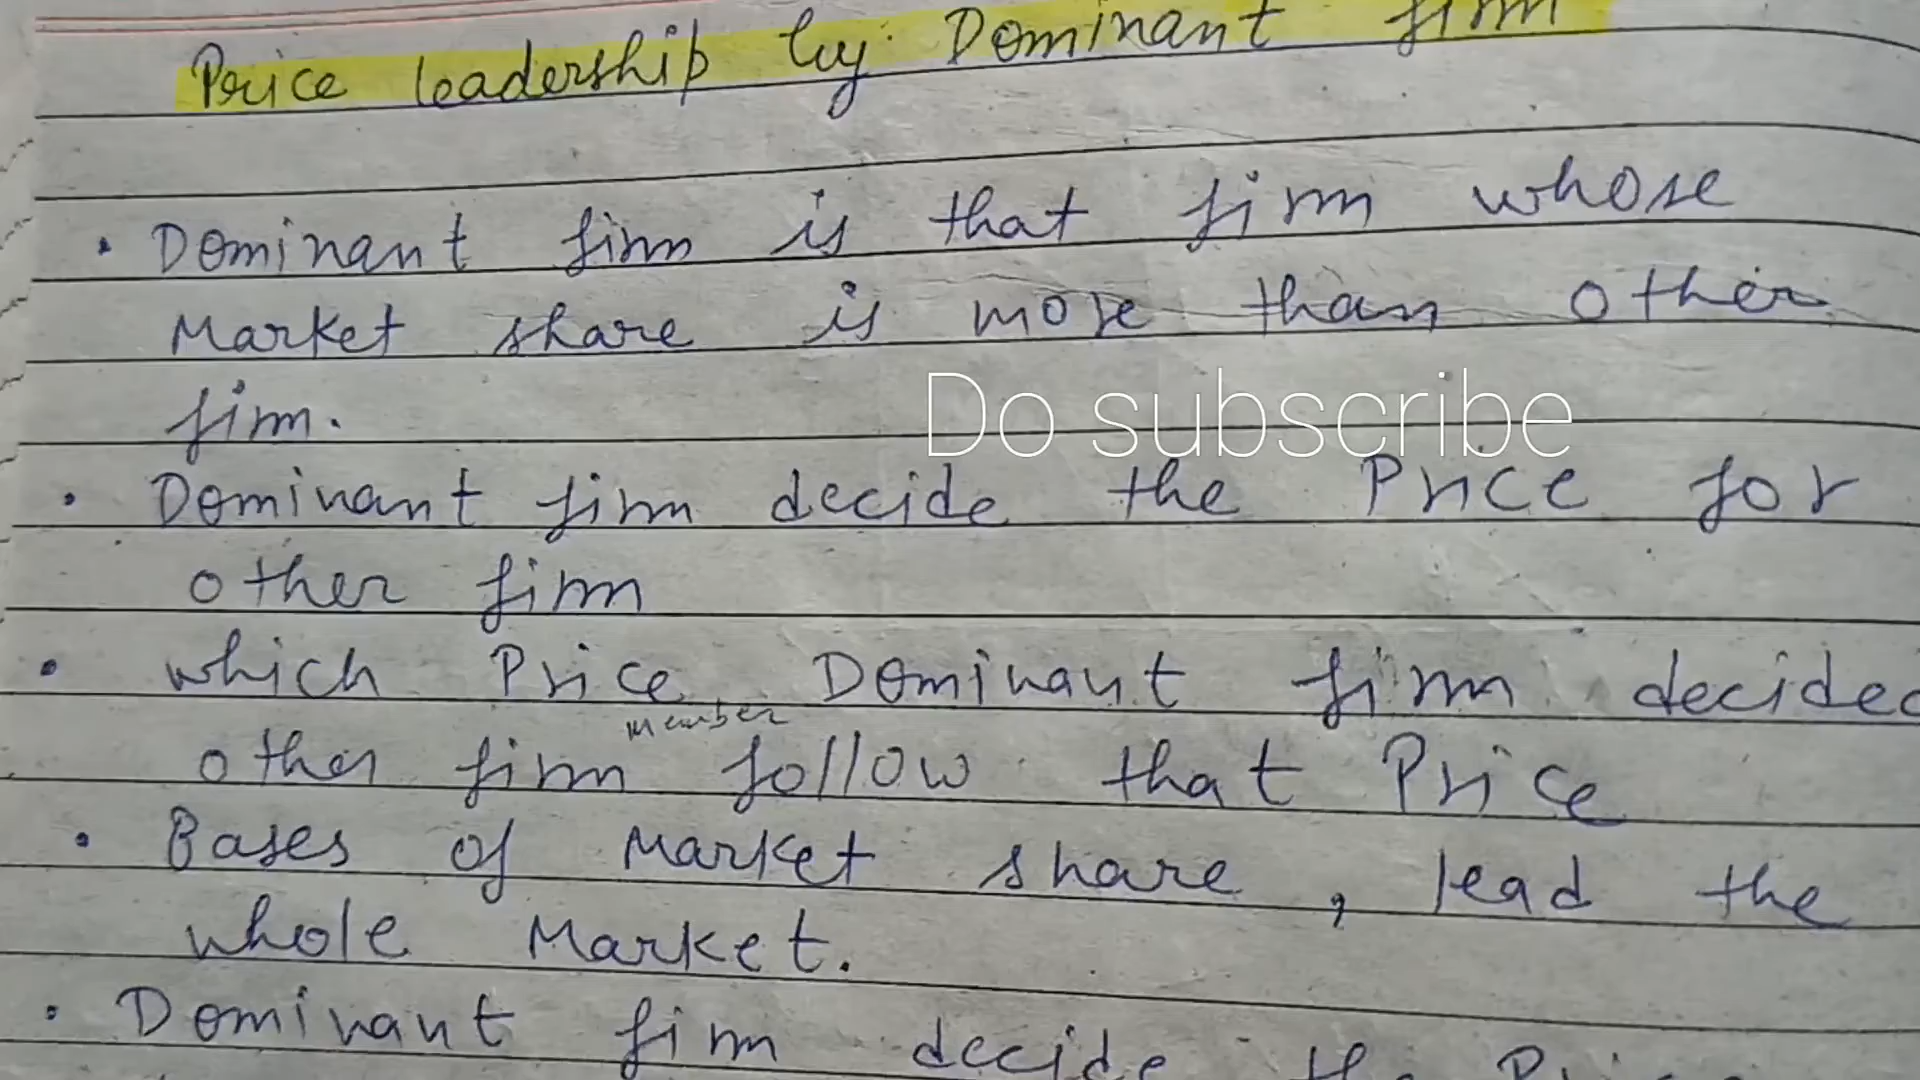 Price leadership by Dominant firm
• Dominant firm is that firm whose
Market share is more than other
firm.
Do subscribe
• Dominant firm decide the Price for
other firm
• which Price Dominant firm decided
member
other firm follow that Price
• Bases of Market share, lead the
whole Market.
• Dominant firm decide the